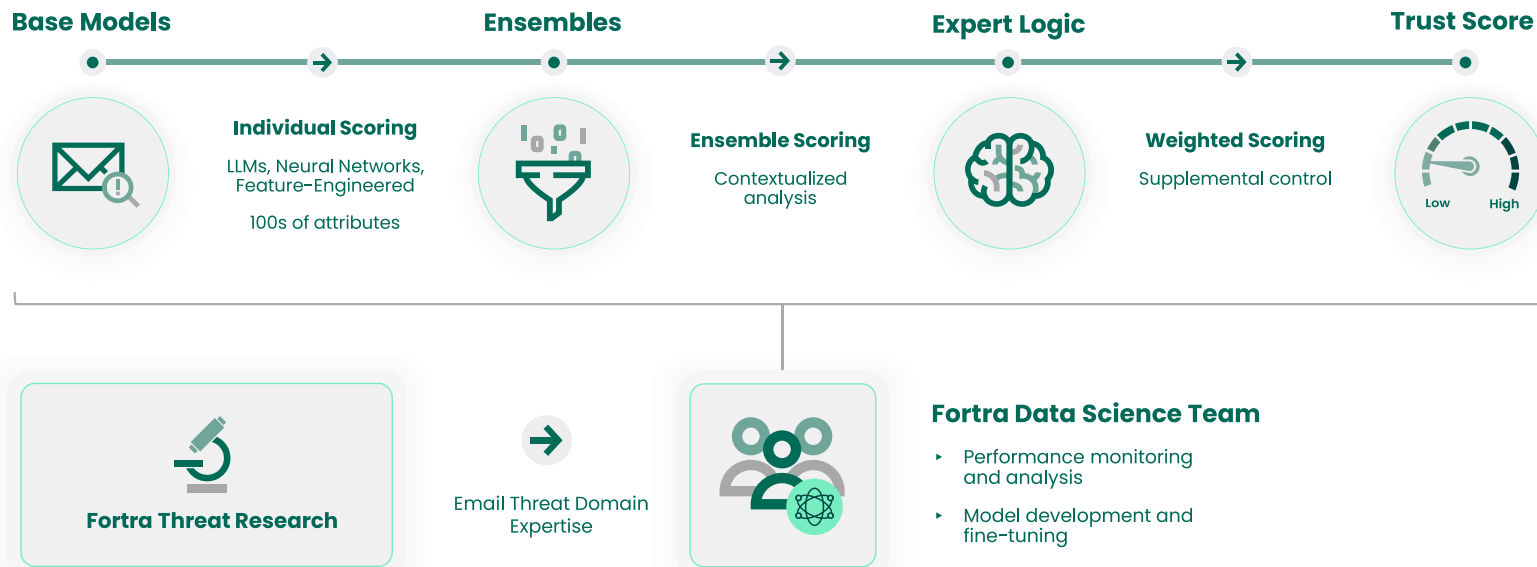 Base Models
Ensembles
Expert Logic
Trust Score
Individual Scoring
LLMs, Neural Networks,
Feature-Engineered
100s of attributes
Ensemble Scoring
Contextualized
analysis
Weighted Scoring
Supplemental control
Low
High
Fortra Threat Research
Email Threat Domain
Expertise
Fortra Data Science Team
‣ Performance monitoring
and analysis
‣ Model development and
fine-tuning